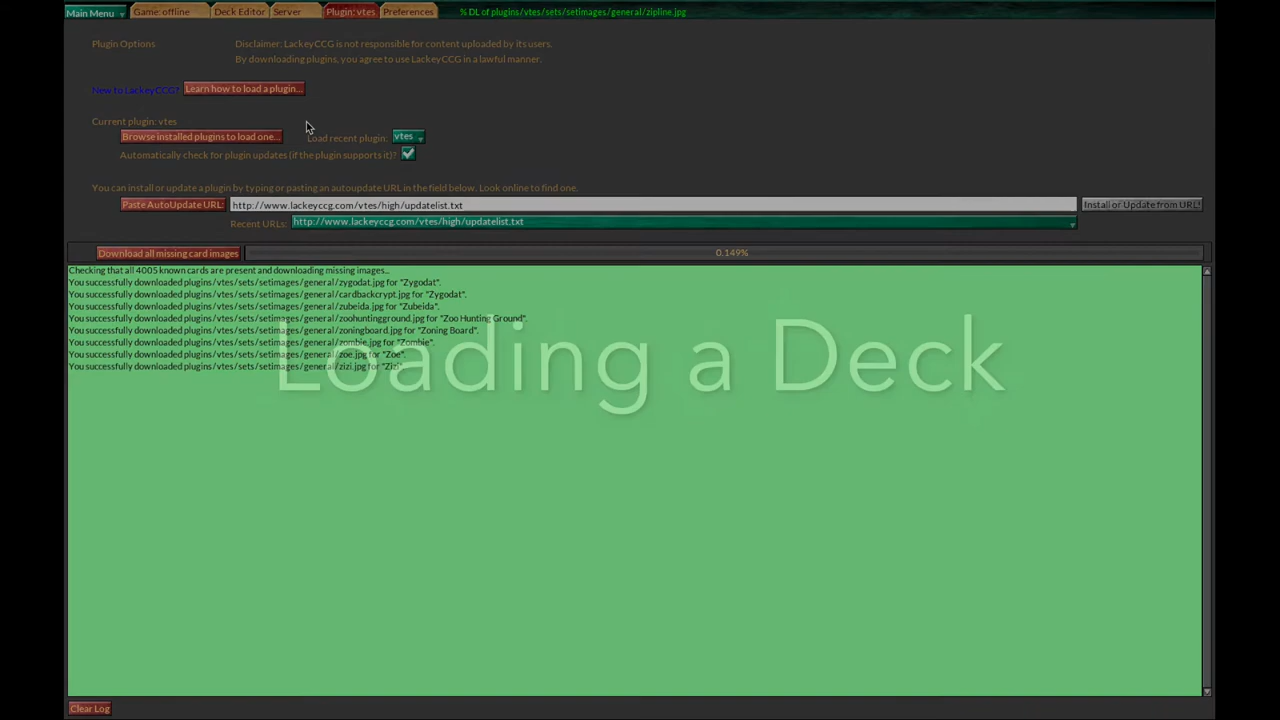 Main Menu
Game: offline
Deck Editor
Server
Plugin: vtes
Preferences
% DL of plugins/vtes/sets/setimages/general/zipline.jpg
Plugin Options
Disclaimer: LackeyCCG is not responsible for content uploaded by its users.
By downloading plugins, you agree to use LackeyCCG in a lawful manner.
New to LackeyCCG?
Learn how to load a plugin...
Current plugin: vtes
Browse installed plugins to load one...
Load recent plugin:
vtes
Automatically check for plugin updates (if the plugin supports it)?
You can install or update a plugin by typing or pasting an autoupdate URL in the field below. Look online to find one.
Paste AutoUpdate URL:
http://www.lackeyccg.com/vtes/high/updatelist.txt
Install or Update from URL!
Recent URLs:
http://www.lackeyccg.com/vtes/high/updatelist.txt
Download all missing card images
0.149%
Checking that all 4005 known cards are present and downloading missing images...
You successfully downloaded plugins/vtes/sets/setimages/general/zygodat.jpg for "Zygodat".
You successfully downloaded plugins/vtes/sets/setimages/general/cardbackcrypt.jpg for "Zygodat".
You successfully downloaded plugins/vtes/sets/setimages/general/zubeida.jpg for "Zubeida".
You successfully downloaded plugins/vtes/sets/setimages/general/zoohuntingground.jpg for "Zoo Hunting Ground".
You successfully downloaded plugins/vtes/sets/setimages/general/zoningboard.jpg for "Zoning Board".
You successfully downloaded plugins/vtes/sets/setimages/general/zombie.jpg for "Zombie".
You successfully downloaded plugins/vtes/sets/setimages/general/zoe.jpg for "Zoe".
You successfully downloaded plugins/vtes/sets/setimages/general/zizi.jpg for "Zizi".
Loading a Deck
Clear Log